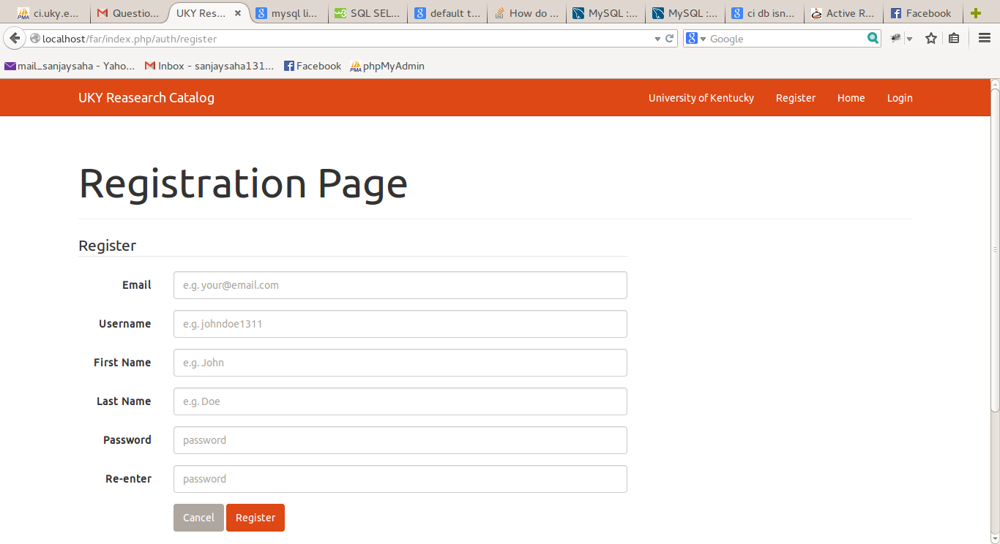 ci.uky.e... Questio... UKY Res... mysql li... SQL SEL... default t... How do ... MySQL :... MySQL :... ci db isn... Active R... Facebook
localhost/far/index.php/auth/register Google
mail_sanjaysaha - Yaho... Inbox - sanjaysaha131... Facebook phpMyAdmin
UKY Reasearch Catalog University of Kentucky Register Home Login
Registration Page
Register
Email e.g. your@email.com
Username e.g. johndoe1311
First Name e.g. John
Last Name e.g. Doe
Password password
Re-enter password
Cancel Register